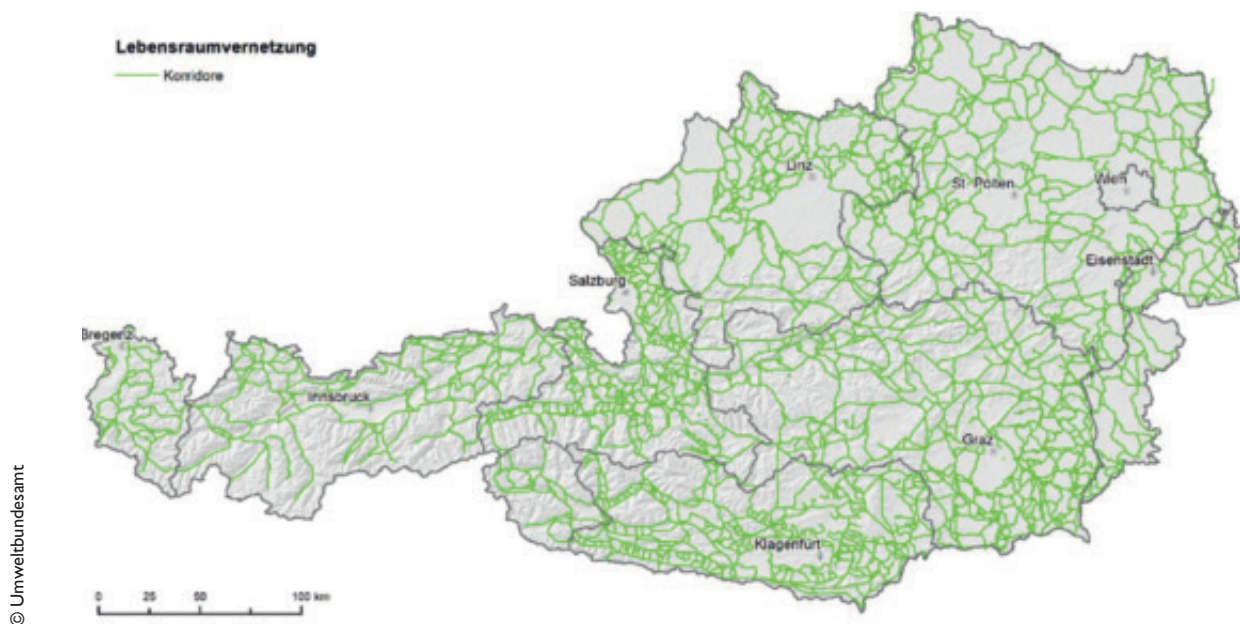 Lebensraumvernetzung
Korridore
Linz
St. Pölten
Wien
Eisenstadt
Salzburg
Bregenz
Innsbruck
Graz
Klagenfurt
0 25 50 100 km
© Umweltbundesamt